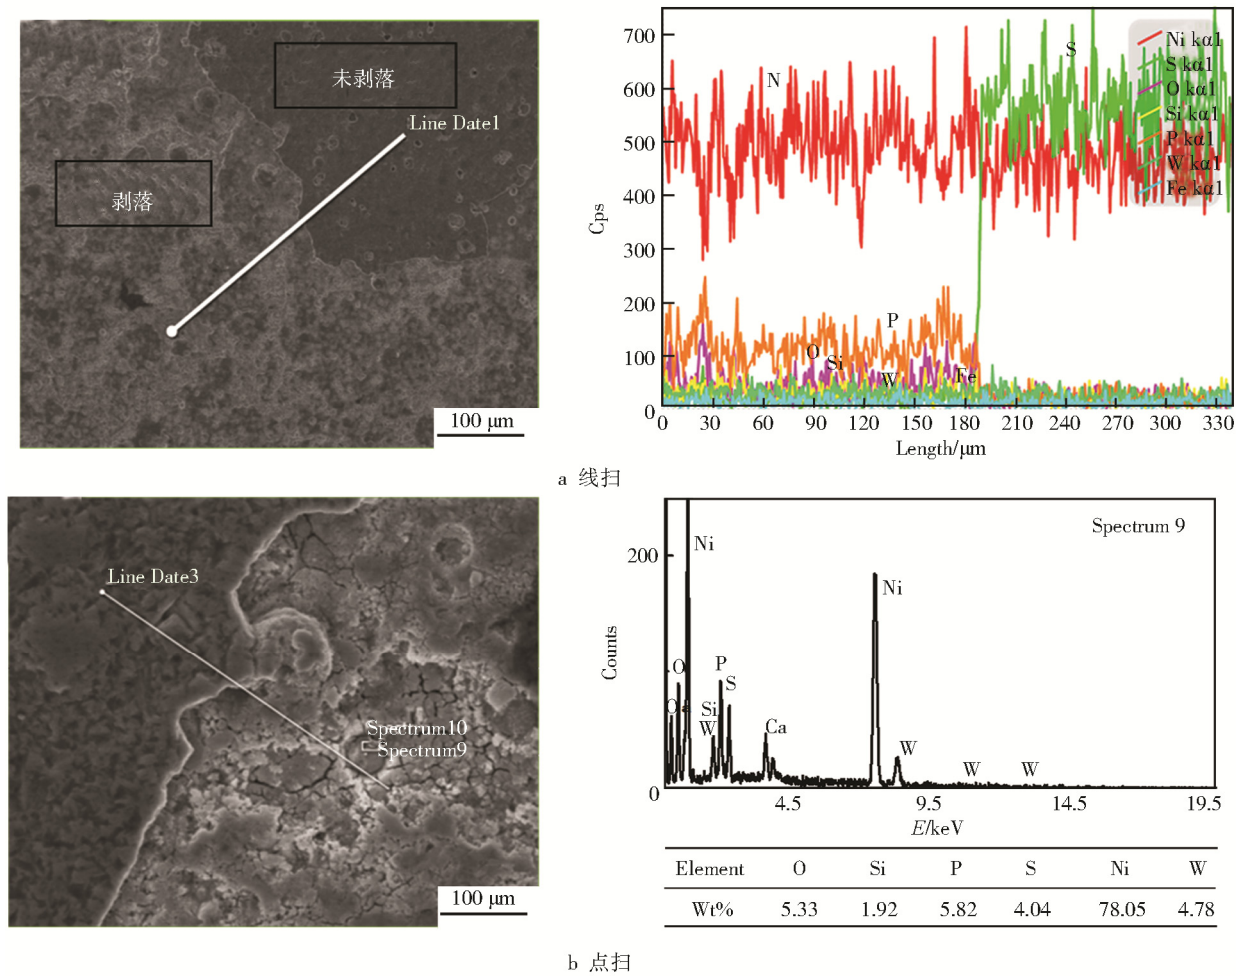 未剥落
Line Date1
剥落
100 μm
700
600
500
400
300
200
100
0
Cps
N
S
P
O
Si
W
Fe
Ni kα1
S kα1
O kα1
Si kα1
P kα1
W kα1
Fe kα1
0 30 60 90 120 150 180 210 240 270 300 330
Length/μm
a 线扫
Line Date3
Spectrum10
Spectrum9
100 μm
Spectrum 9
200
0
Counts
Ni
O
P
S
Si
W
Ca
Ni
W
W
W
4.5 9.5 14.5 19.5
E/keV
Element O Si P S Ni W
Wt% 5.33 1.92 5.82 4.04 78.05 4.78
b 点扫